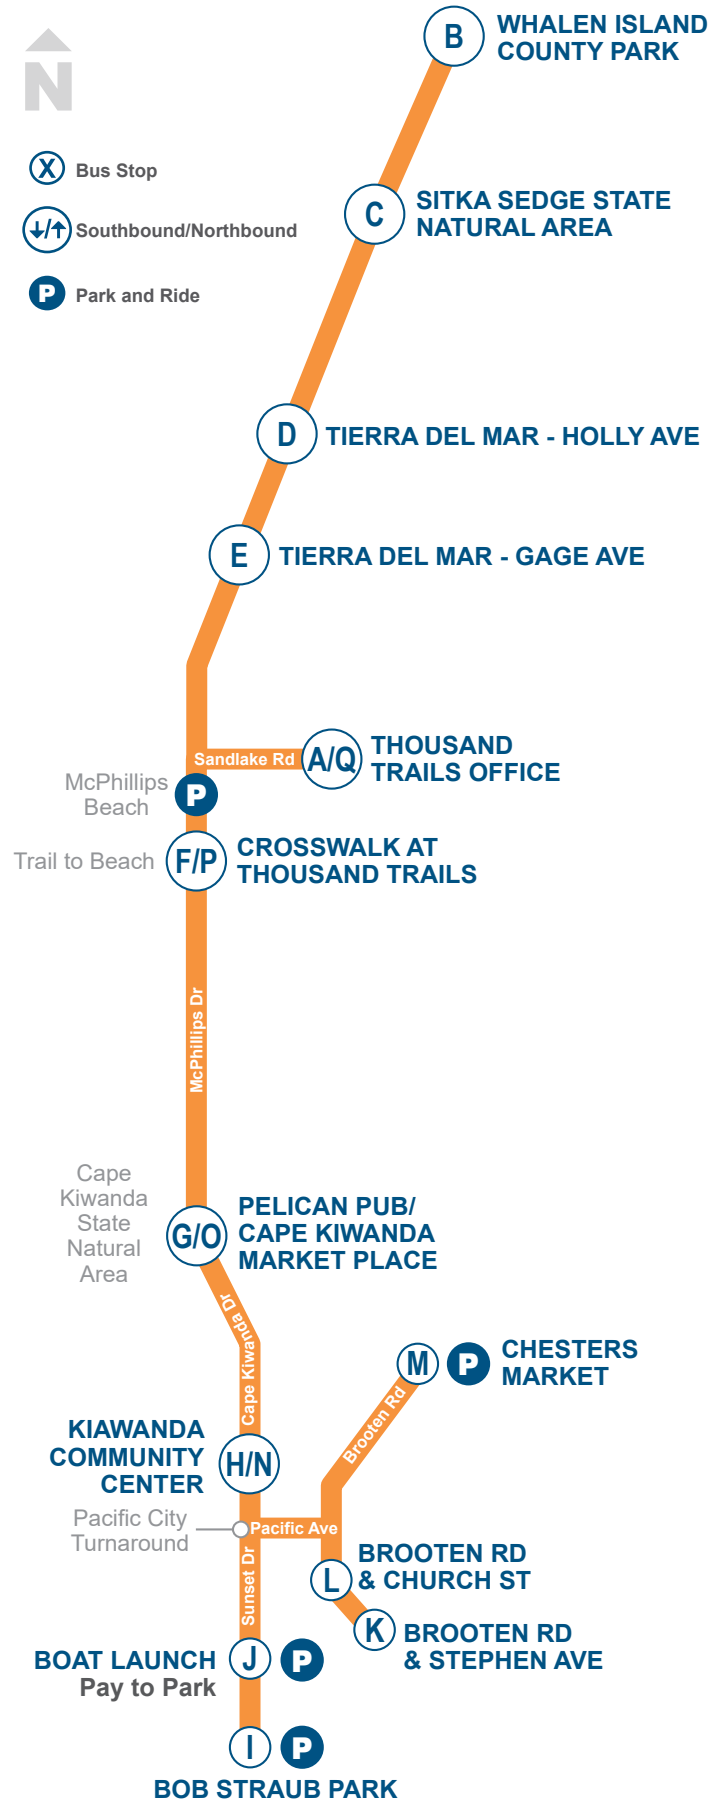 N
B
WHALEN ISLAND
COUNTY PARK
X Bus Stop
↓/↑ Southbound/Northbound
P Park and Ride
C
SITKA SEDGE STATE
NATURAL AREA
D
TIERRA DEL MAR - HOLLY AVE
E
TIERRA DEL MAR - GAGE AVE
Sandlake Rd
A/Q
THOUSAND
TRAILS OFFICE
McPhillips
Beach
P
Trail to Beach
F/P
CROSSWALK AT
THOUSAND TRAILS
McPhillips Dr
Cape
Kiwanda
State
Natural
Area
G/O
PELICAN PUB/
CAPE KIWANDA
MARKET PLACE
Cape Kiwanda Dr
M
P
CHESTERS
MARKET
Brooten Rd
KIAWANDA
COMMUNITY
CENTER
H/N
Pacific City
Turnaround
Pacific Ave
Sunset Dr
L
BROOTEN RD
& CHURCH ST
K
BROOTEN RD
& STEPHEN AVE
BOAT LAUNCH
Pay to Park
J
P
I
P
BOB STRAUB PARK